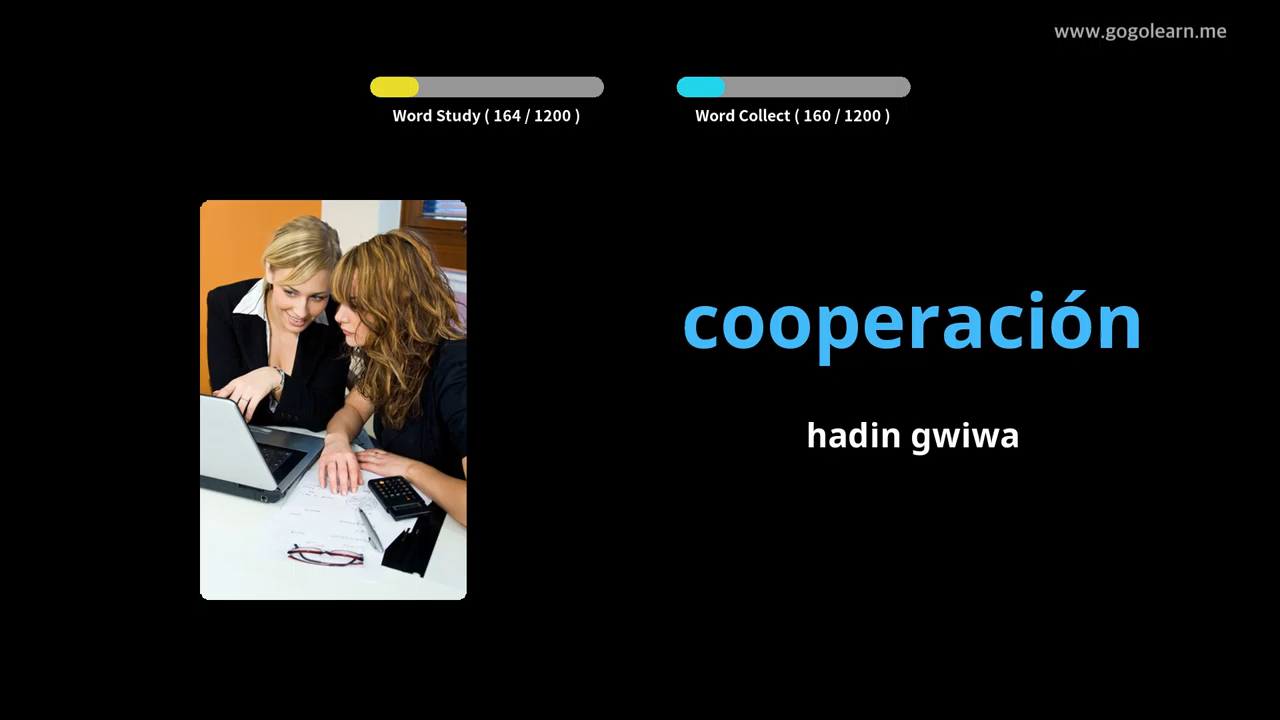 www.gogolearn.me
Word Study ( 164 / 1200 )
Word Collect ( 160 / 1200 )
cooperación
hadin gwiwa